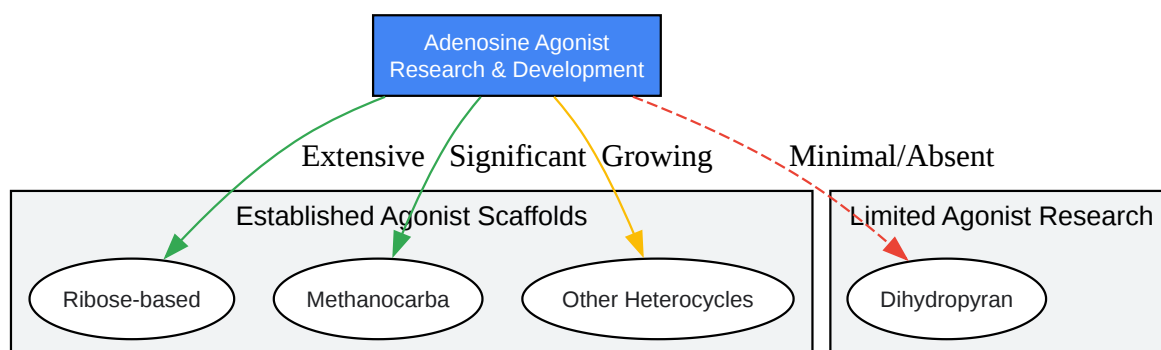 Adenosine Agonist
Research & Development
Extensive
Significant
Growing
Minimal/Absent
Established Agonist Scaffolds
Limited Agonist Research
Ribose-based
Methanocarba
Other Heterocycles
Dihydropyran